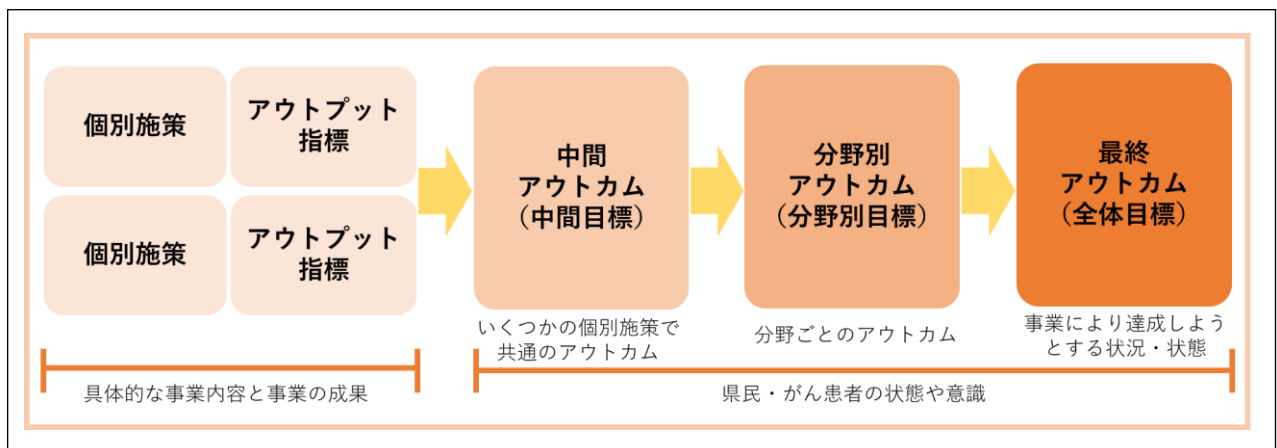 個別施策
アウトプット
指標
個別施策
アウトプット
指標
中間
アウトカム
（中間目標）
いくつかの個別施策で
共通のアウトカム
分野別
アウトカム
（分野別目標）
分野ごとのアウトカム
最終
アウトカム
（全体目標）
事業により達成しよう
とする状況・状態
具体的な事業内容と事業の成果
県民・がん患者の状態や意識